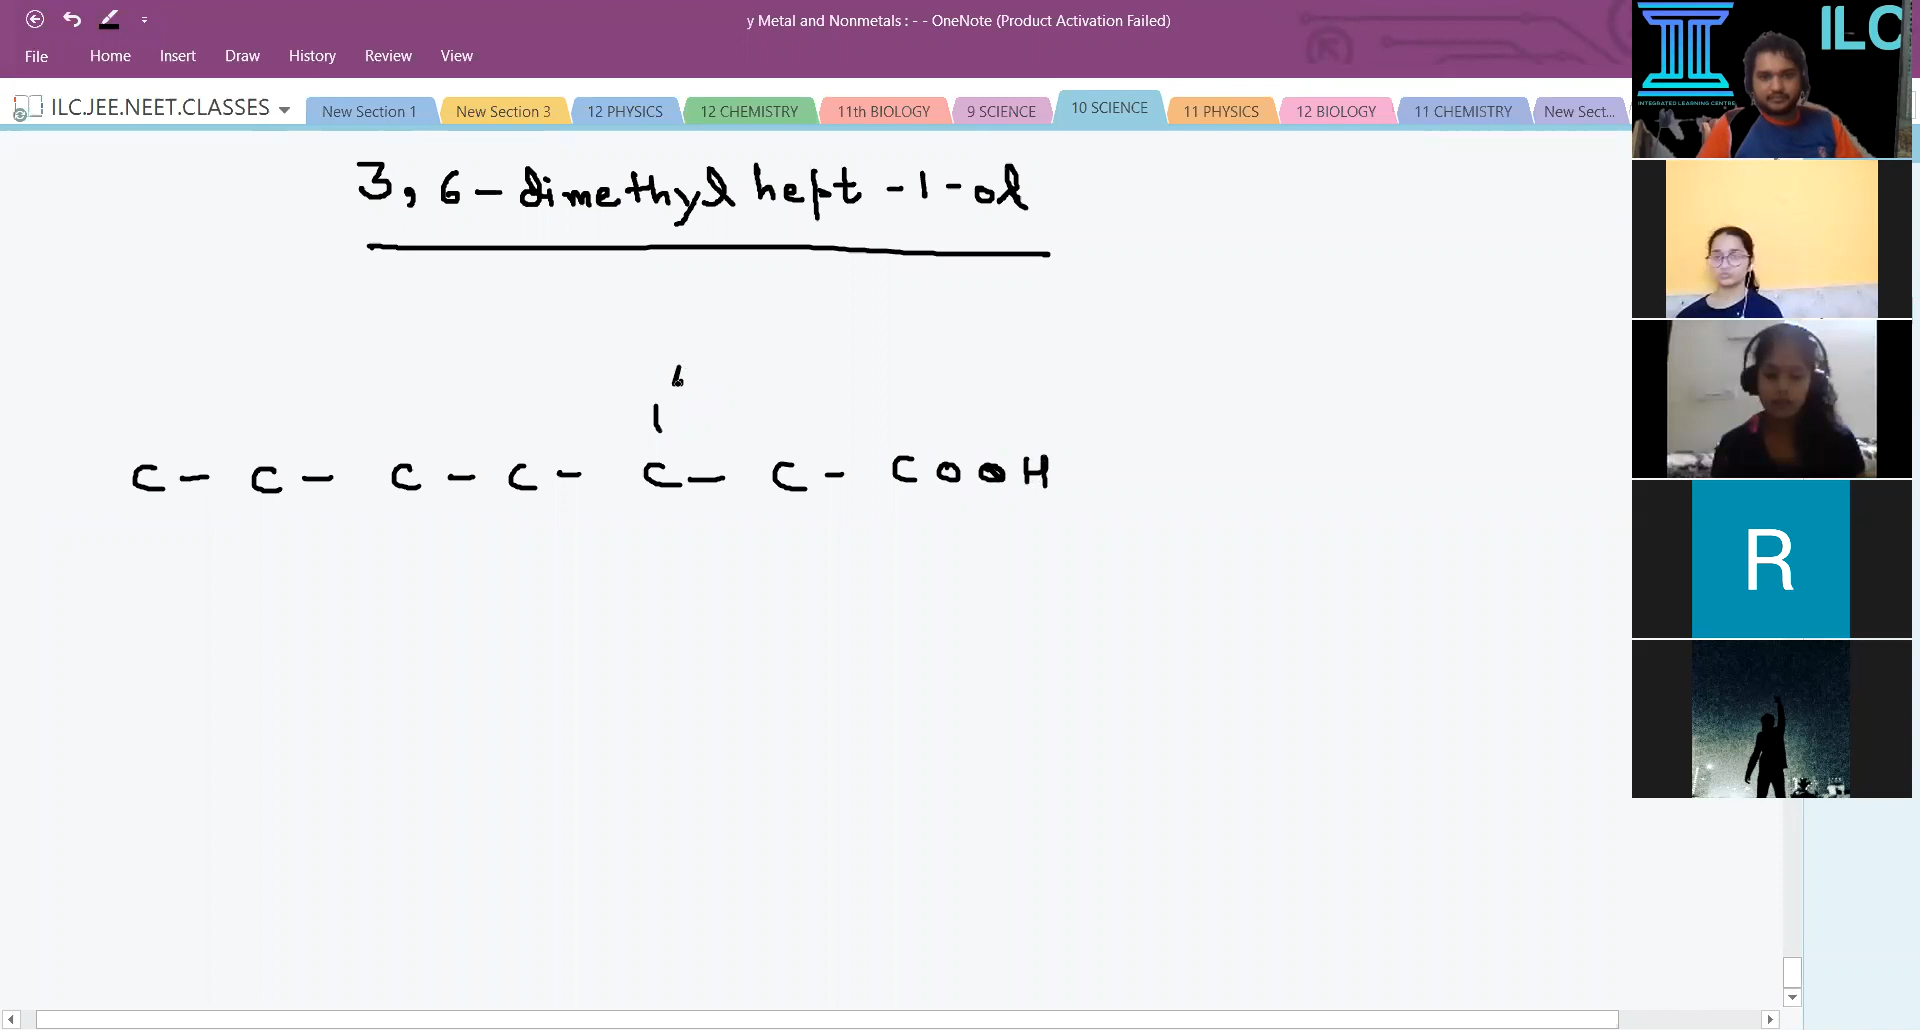 y Metal and Nonmetals : - - OneNote (Product Activation Failed)
File Home Insert Draw History Review View
ILC.JEE.NEET.CLASSES New Section 1 New Section 3 12 PHYSICS 12 CHEMISTRY 11th BIOLOGY 9 SCIENCE 10 SCIENCE 11 PHYSICS 12 BIOLOGY 11 CHEMISTRY New Sect...
ILC
INTEGRATED LEARNING CENTRE
3, 6 - dimethyl hept - 1 - ol
C - C - C - C - C - C - COOH
R